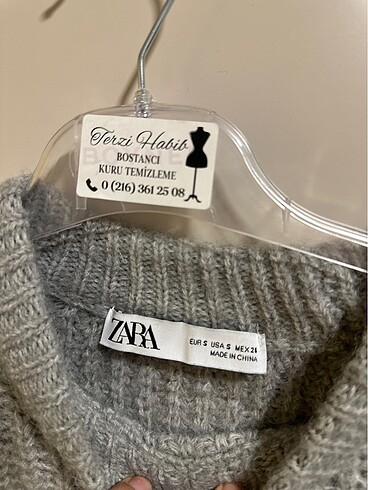 Terzi Habib
BOSTANCI
KURU TEMİZLEME
0 (216) 361 25 08
ZARA
EUR S USA S MEX 26
MADE IN CHINA